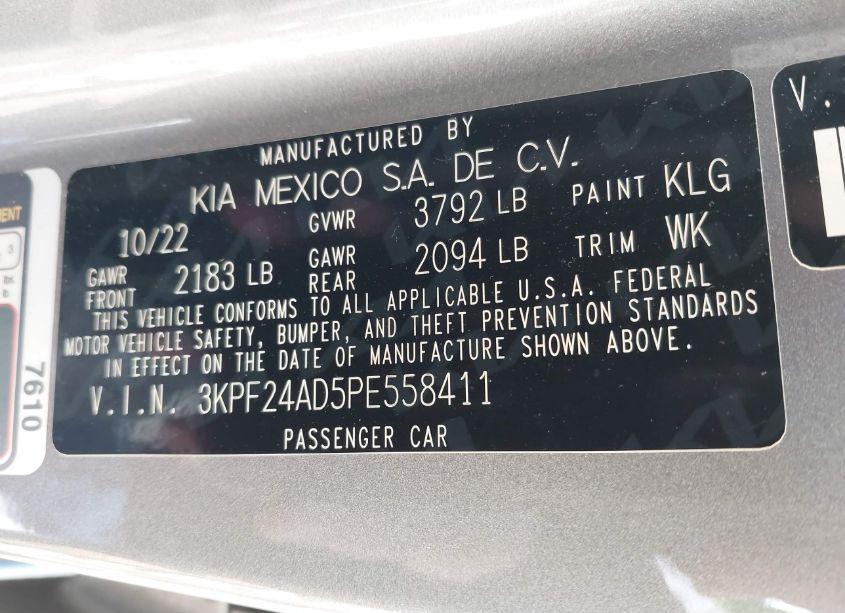 MANUFACTURED BY
KIA MEXICO S.A. DE C.V.
10/22 GVWR 3792 LB PAINT KLG
GAWR FRONT 2183 LB GAWR REAR 2094 LB TRIM WK
THIS VEHICLE CONFORMS TO ALL APPLICABLE U.S.A. FEDERAL
MOTOR VEHICLE SAFETY, BUMPER, AND THEFT PREVENTION STANDARDS
IN EFFECT ON THE DATE OF MANUFACTURE SHOWN ABOVE.
V.I.N. 3KPF24AD5PE558411
PASSENGER CAR
7610
V.